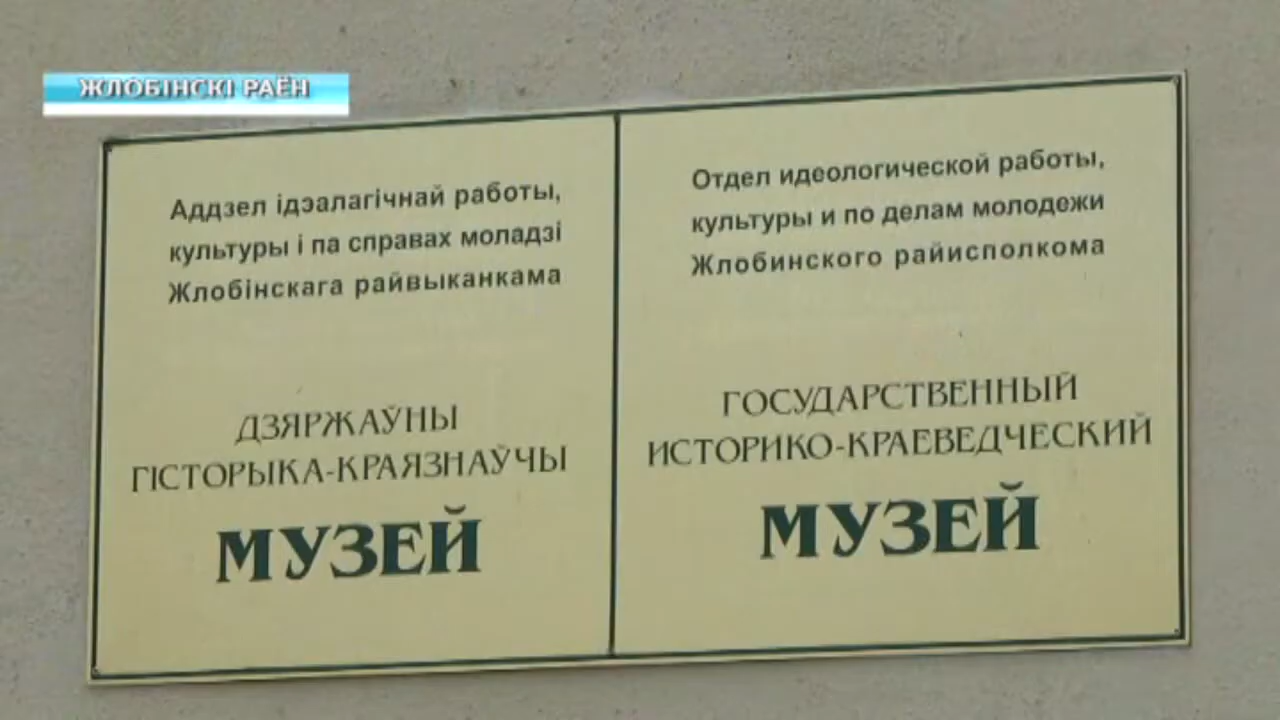 ЖЛОБІНСКІ РАЁН
Аддзел ідэалагічнай работы,
культуры і па справах моладзі
Жлобінскага райвыканкама
ДЗЯРЖАЎНЫ
ГІСТОРЫКА-КРАЯЗНАЎЧЫ
МУЗЕЙ
Отдел идеологической работы,
культуры и по делам молодежи
Жлобинского райисполкома
ГОСУДАРСТВЕННЫЙ
ИСТОРИКО-КРАЕВЕДЧЕСКИЙ
МУЗЕЙ